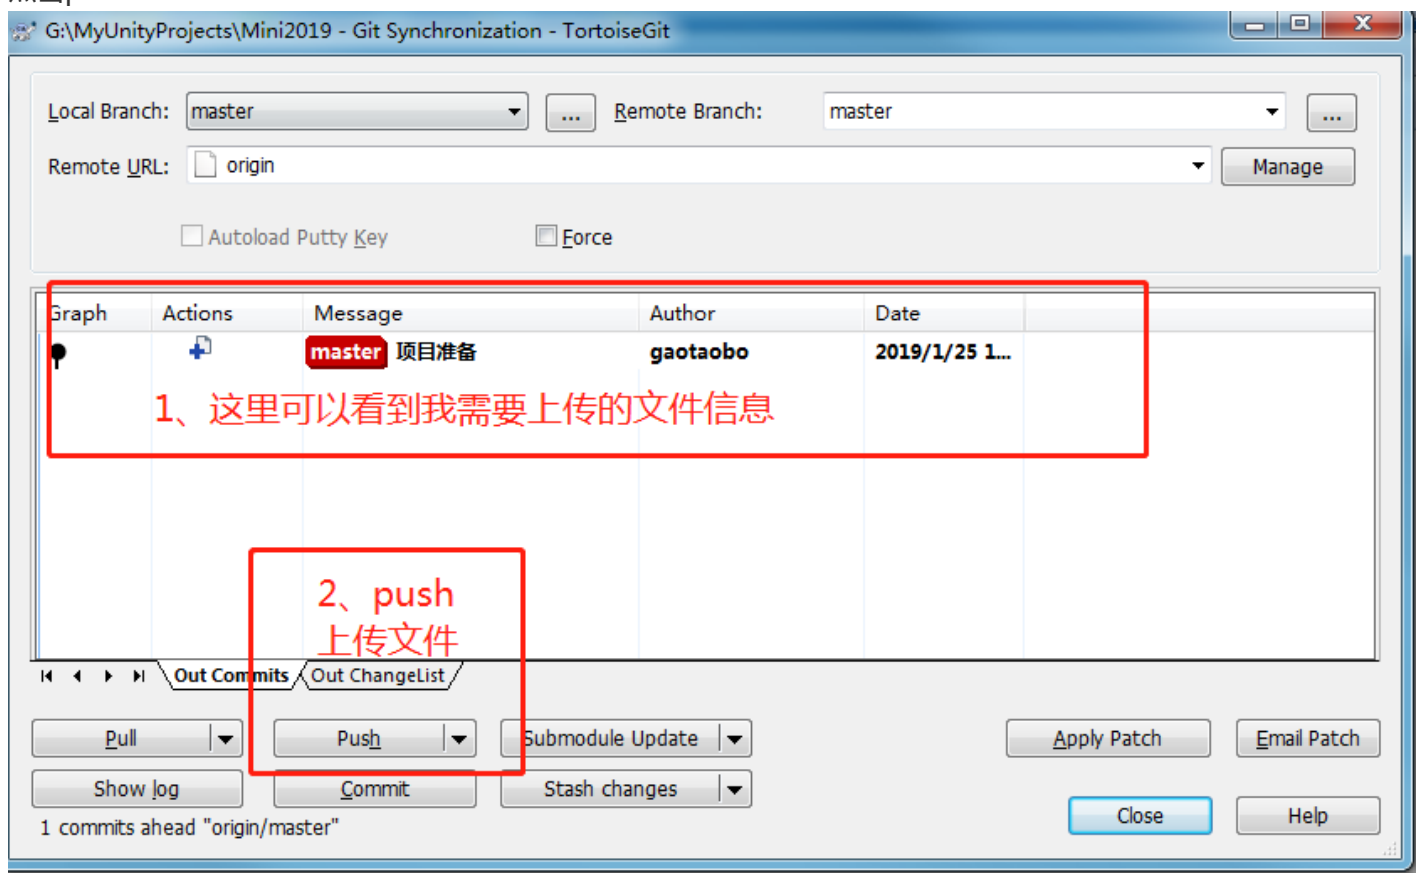 G:\MyUnityProjects\Mini2019 - Git Synchronization - TortoiseGit
Local Branch: master ... Remote Branch: master ...
Remote URL: origin Manage
Autoload Putty Key Force
Graph Actions Message Author Date
master 项目准备 gaotaobo 2019/1/25 1...
1、这里可以看到我需要上传的文件信息
2、push
上传文件
Out Commits Out ChangeList
Pull Push Submodule Update Apply Patch Email Patch
Show log Commit Stash changes
Close Help
1 commits ahead "origin/master"